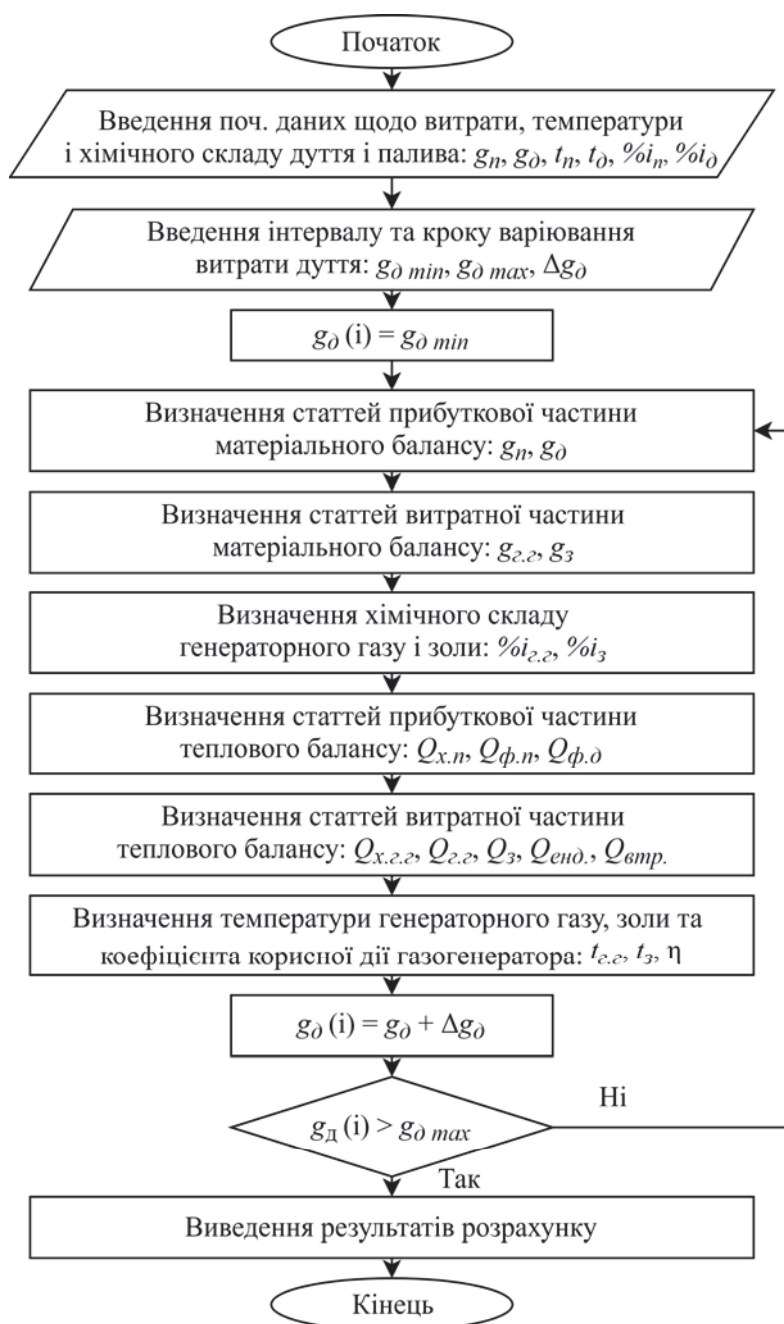 Початок
Введення поч. даних щодо витрати, температури
і хімічного складу дуття і палива: gп, gд, tп, tд, %iп, %iд
Введення інтервалу та кроку варіювання
витрати дуття: gд min, gд max, Δgд
gд (i) = gд min
Визначення статтей прибуткової частини
матеріального балансу: gп, gд
Визначення статтей витратної частини
матеріального балансу: gг.г, gз
Визначення хімічного складу
генераторного газу і золи: %iг.г, %iз
Визначення статтей прибуткової частини
теплового балансу: Qх.п, Qф.п, Qф.д
Визначення статтей витратної частини
теплового балансу: Qх.г.г, Qг.г, Qз, Qенд., Qвтр.
Визначення температури генераторного газу, золи та
коефіцієнта корисної дії газогенератора: tг.г, tз, η
gд (i) = gд + Δgд
Ні
gд (i) > gд max
Так
Виведення результатів розрахунку
Кінець